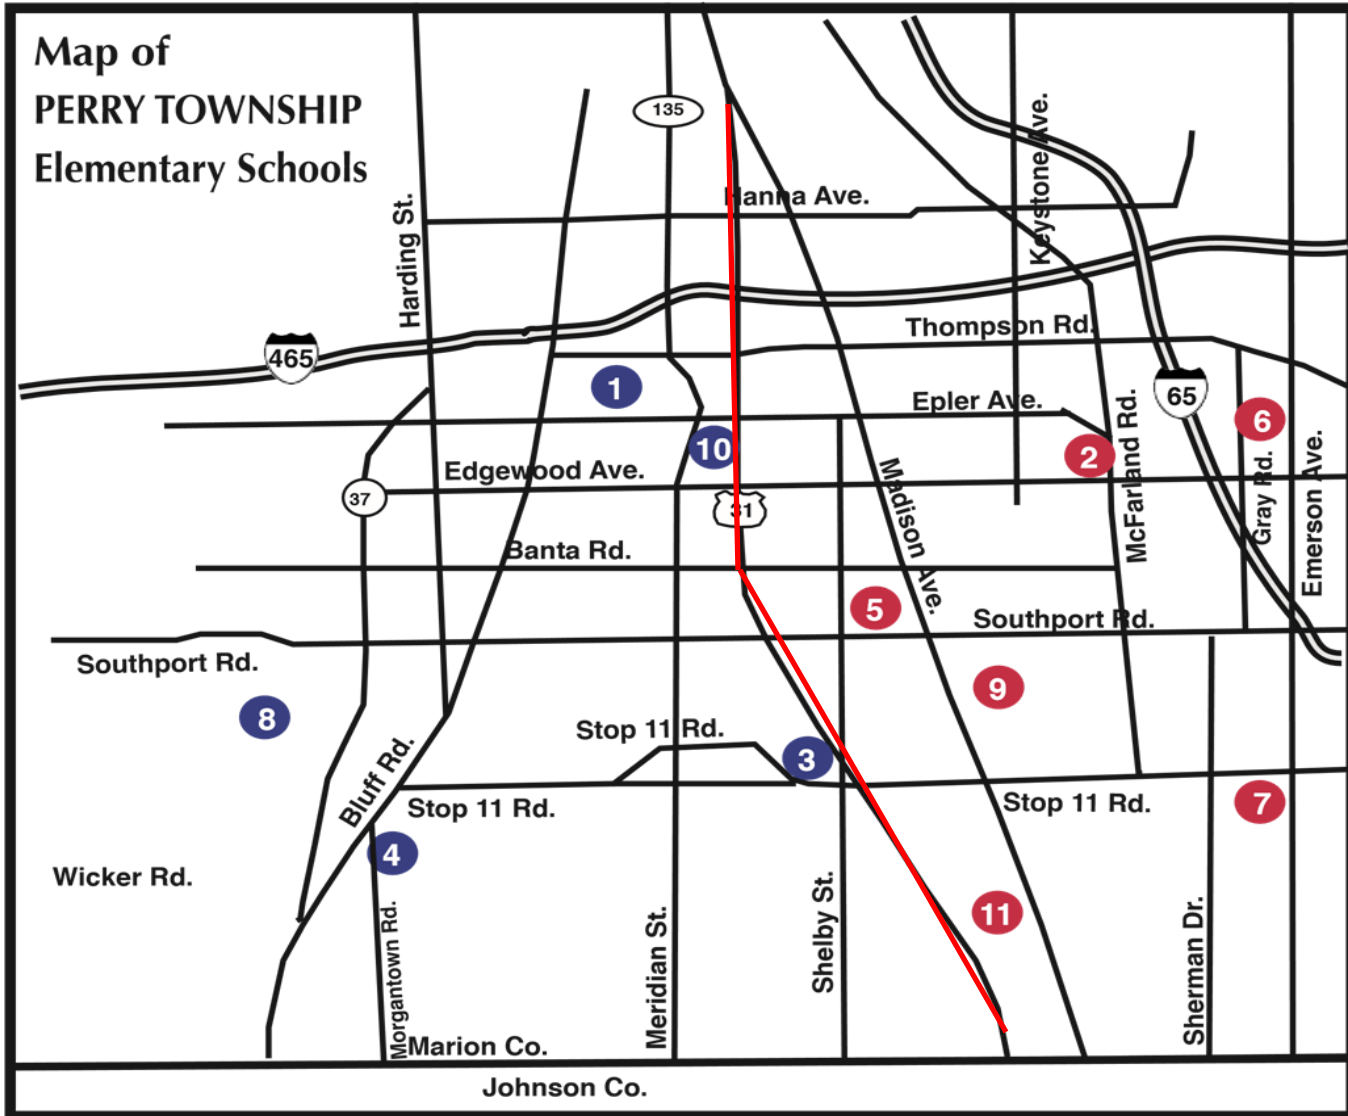 Map of
PERRY TOWNSHIP
Elementary Schools
135
Hanna Ave.
Keystone Ave.
Harding St.
465
Thompson Rd.
1
65
Epler Ave.
6
10
2
McFarland Rd.
Edgewood Ave.
Madison Ave.
Gray Rd.
Emerson Ave.
37
31
Banta Rd.
5
Southport Rd.
Southport Rd.
9
8
Stop 11 Rd.
3
Bluff Rd.
Stop 11 Rd.
Stop 11 Rd.
7
4
Wicker Rd.
11
Morgantown Rd.
Meridian St.
Shelby St.
Sherman Dr.
Marion Co.
Johnson Co.